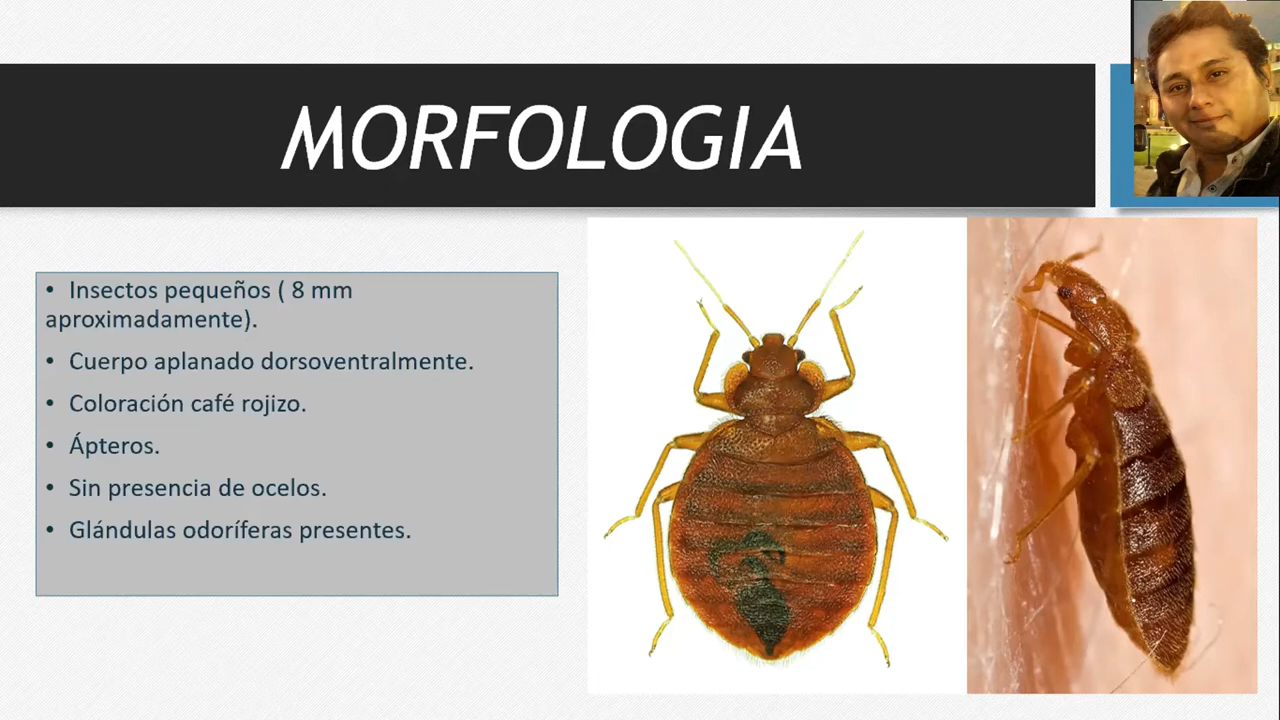 MORFOLOGIA
• Insectos pequeños ( 8 mm
aproximadamente).
• Cuerpo aplanado dorsoventralmente.
• Coloración café rojizo.
• Ápteros.
• Sin presencia de ocelos.
• Glándulas odoríferas presentes.